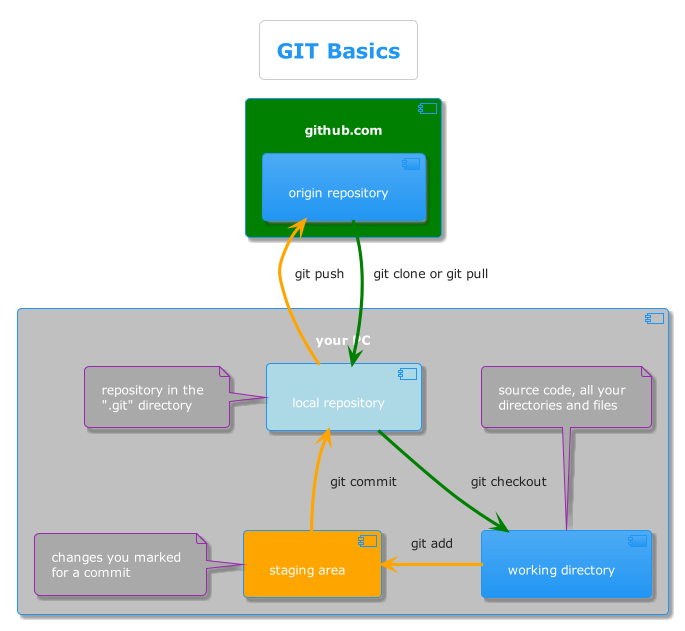 GIT Basics
github.com
origin repository
git push
git clone or git pull
your PC
repository in the
".git" directory
local repository
source code, all your
directories and files
git commit
git checkout
changes you marked
for a commit
staging area
git add
working directory